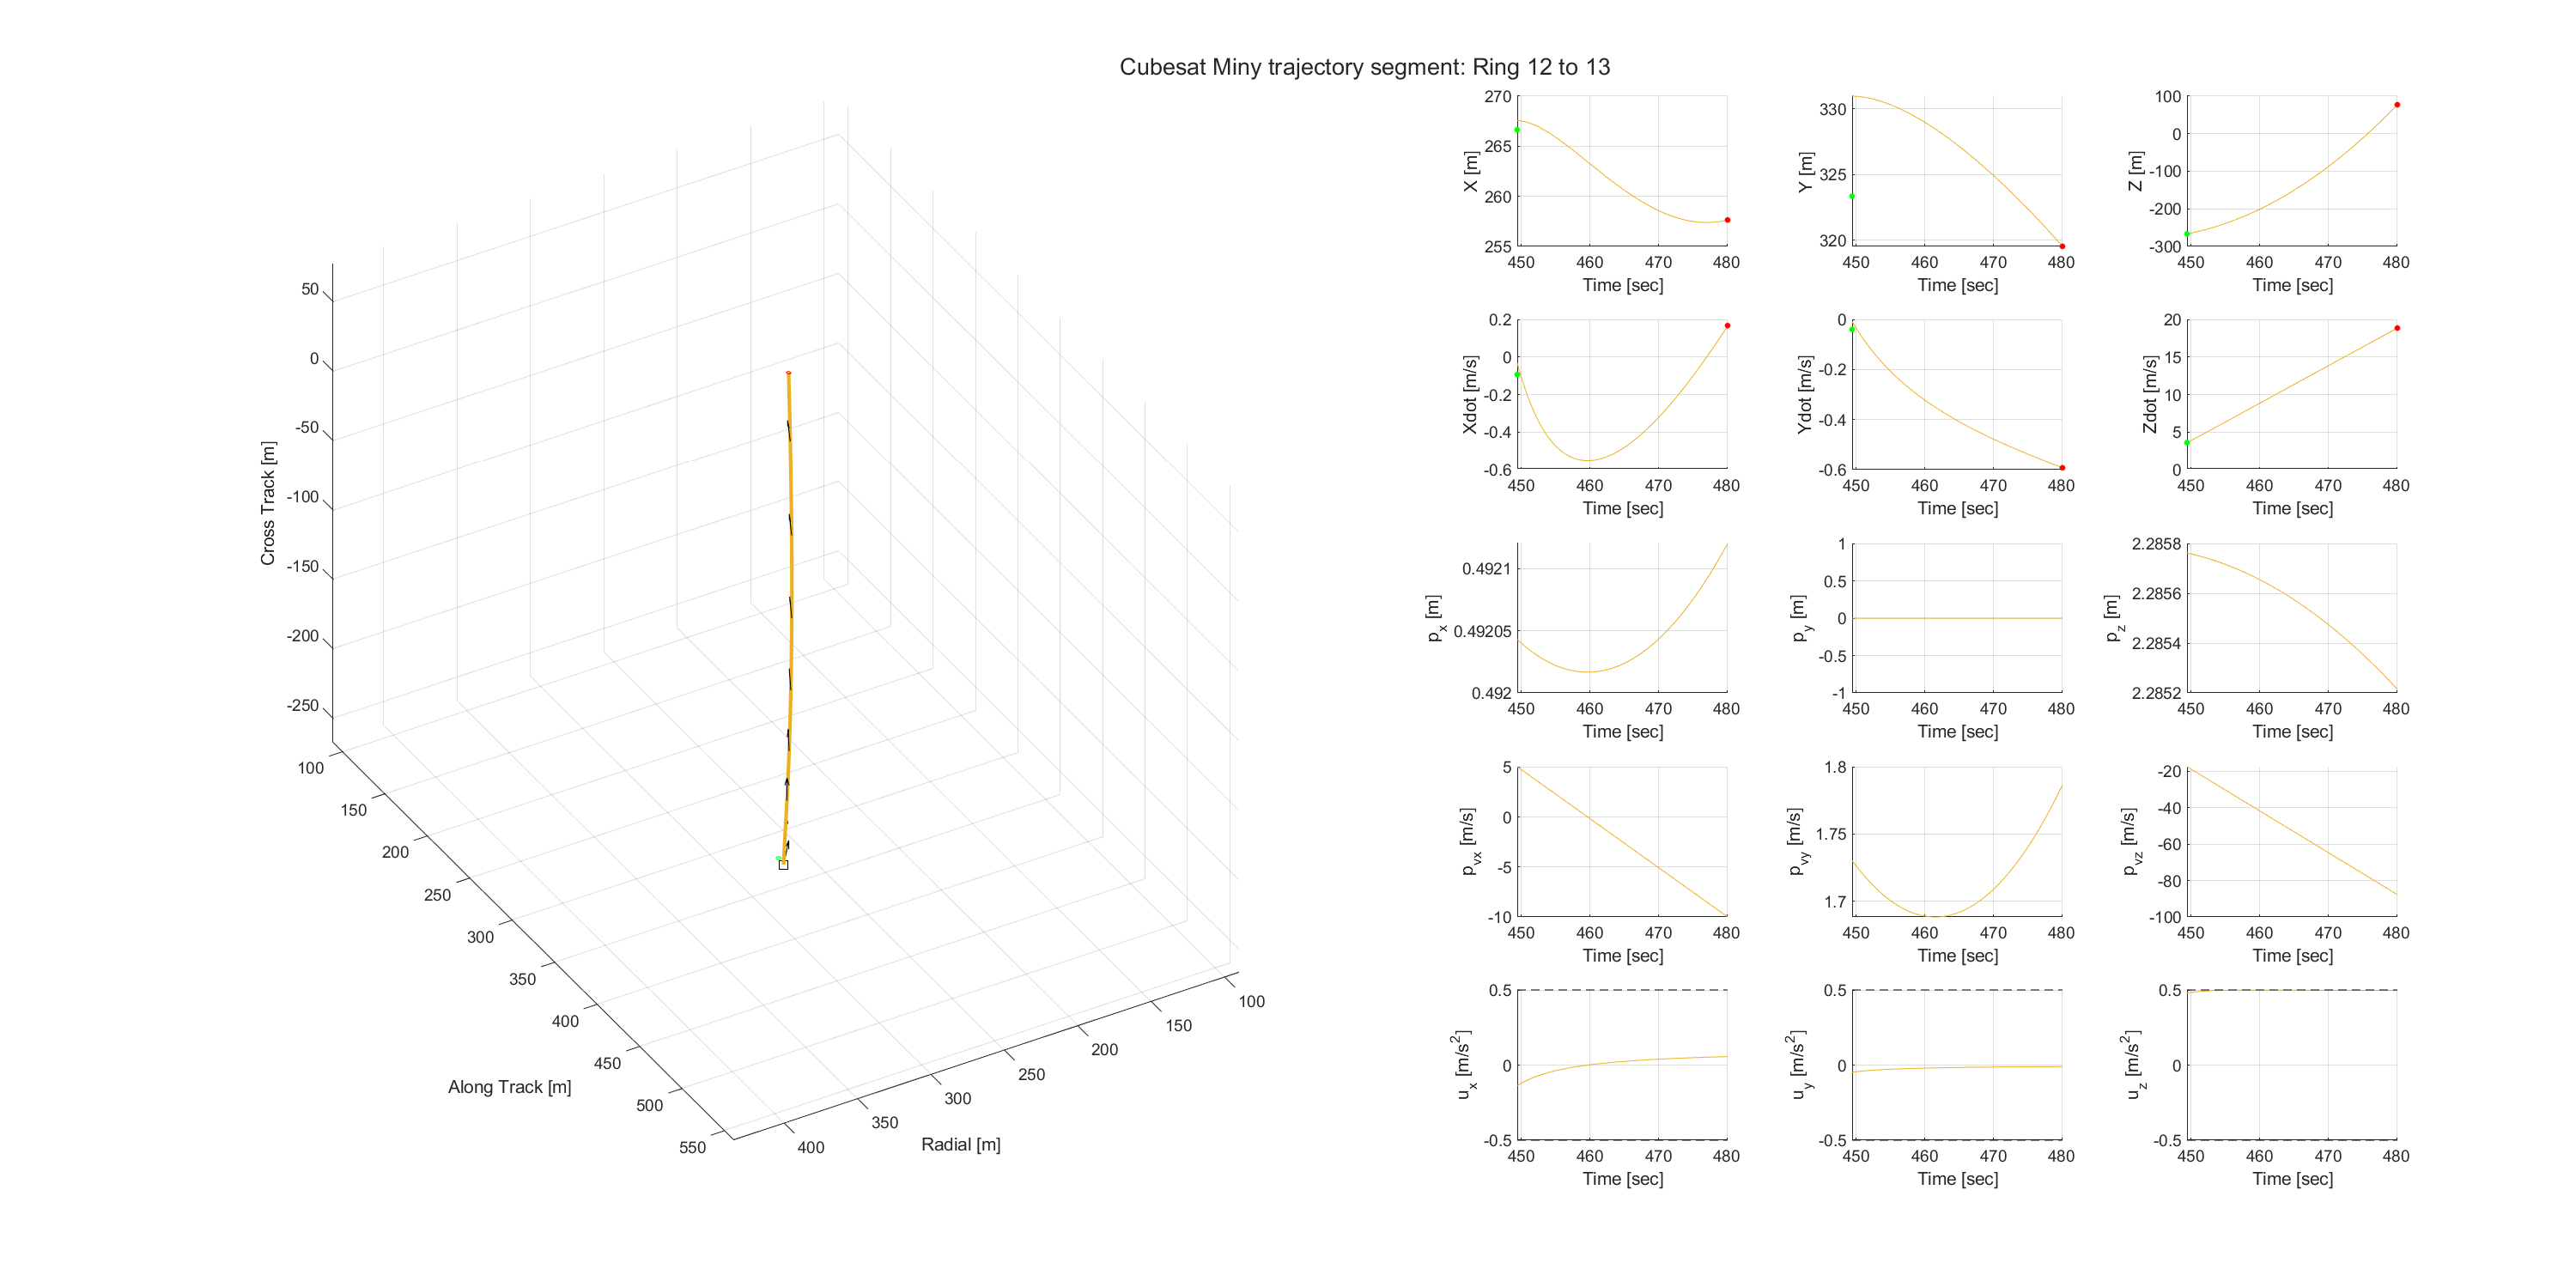 Cubesat Miny trajectory segment: Ring 12 to 13
50
0
-50
-100
-150
-200
-250
Cross Track [m]
100
150
200
250
300
350
400
450
500
550
Along Track [m]
400
350
300
250
200
150
100
Radial [m]
270
265
260
255
X [m]
450 460 470 480
Time [sec]
330
325
320
Y [m]
450 460 470 480
Time [sec]
100
0
-100
-200
-300
Z [m]
450 460 470 480
Time [sec]
0.2
0
-0.2
-0.4
-0.6
Xdot [m/s]
450 460 470 480
Time [sec]
0
-0.2
-0.4
-0.6
Ydot [m/s]
450 460 470 480
Time [sec]
20
15
10
5
0
Zdot [m/s]
450 460 470 480
Time [sec]
0.4921
0.49205
0.492
p_x [m]
450 460 470 480
Time [sec]
1
0.5
0
-0.5
-1
p_y [m]
450 460 470 480
Time [sec]
2.2858
2.2856
2.2854
2.2852
p_z [m]
450 460 470 480
Time [sec]
5
0
-5
-10
p_vx [m/s]
450 460 470 480
Time [sec]
1.8
1.75
1.7
p_vy [m/s]
450 460 470 480
Time [sec]
-20
-40
-60
-80
-100
p_vz [m/s]
450 460 470 480
Time [sec]
0.5
0
-0.5
u_x [m/s²]
450 460 470 480
Time [sec]
0.5
0
-0.5
u_y [m/s²]
450 460 470 480
Time [sec]
0.5
0
-0.5
u_z [m/s²]
450 460 470 480
Time [sec]